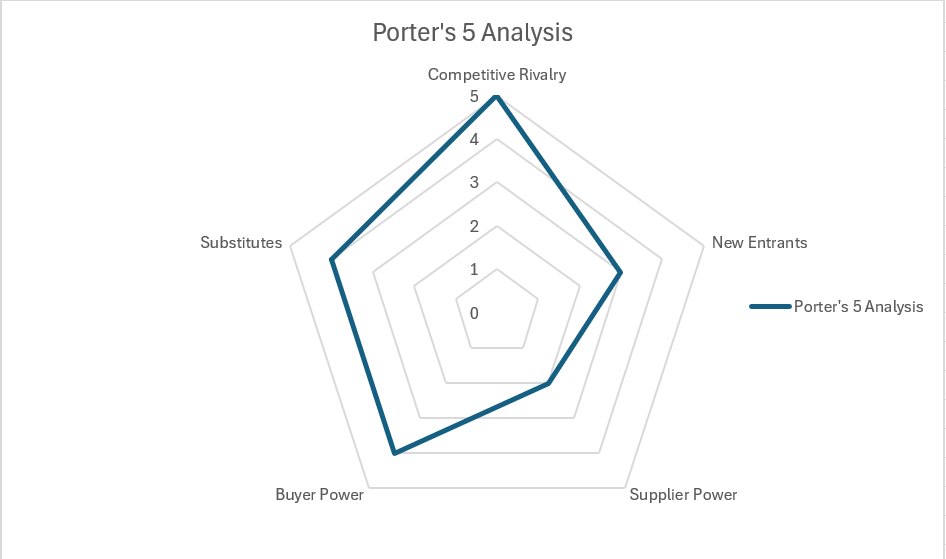 Porter's 5 Analysis
Competitive Rivalry
5
4
3
2
1
0
Substitutes
New Entrants
Porter's 5 Analysis
Buyer Power
Supplier Power